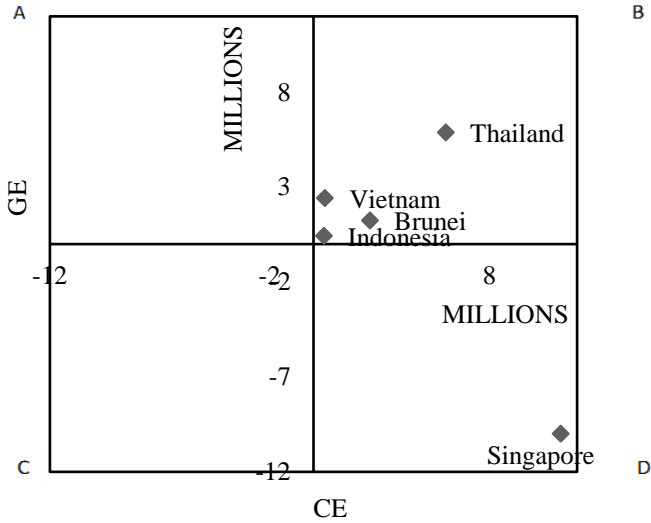 A
B
MILLIONS
8
Thailand
GE
3
Vietnam
Brunei
Indonesia
-12
-2
-2
8
MILLIONS
-7
Singapore
C
-12
D
CE